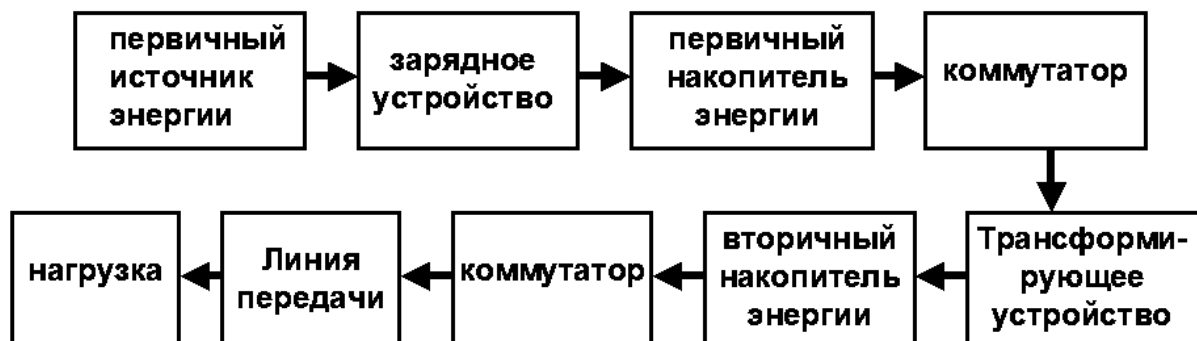 первичный
источник
энергии
зарядное
устройство
первичный
накопитель
энергии
коммутатор
Трансформи-
рующее
устройство
вторичный
накопитель
энергии
коммутатор
Линия
передачи
нагрузка